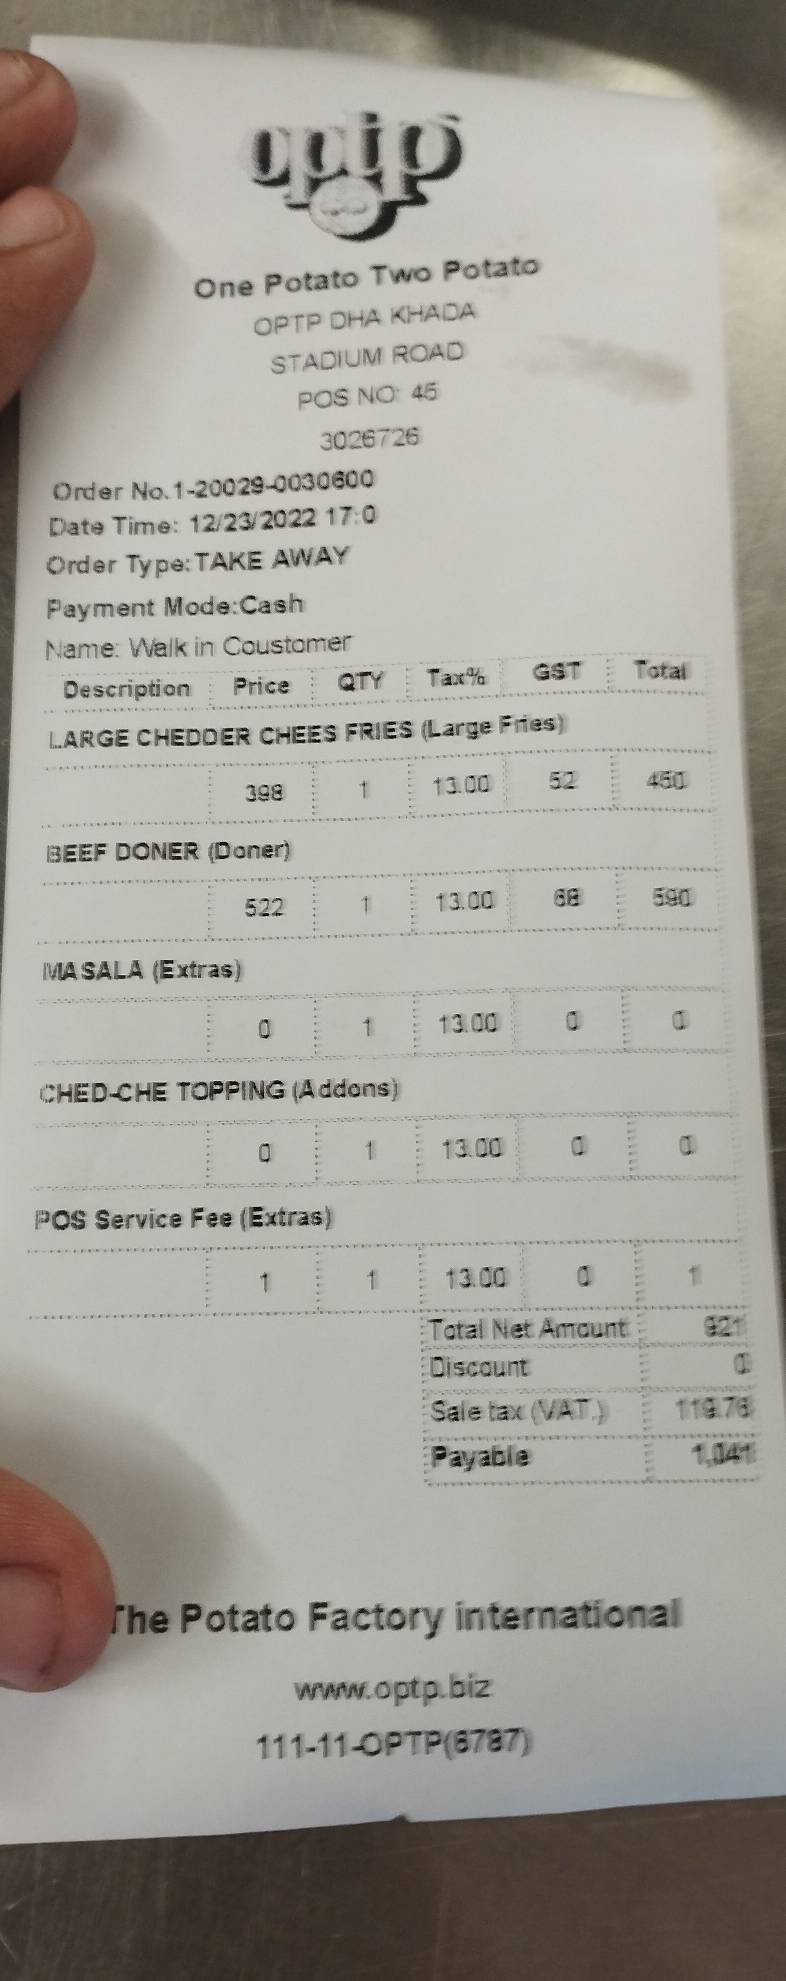 optp
One Potato Two Potato
OPTP DHA KHADA
STADIUM ROAD
POS NO: 45
3026726
Order No.1-20029-0030600
Date Time: 12/23/2022 17:0
Order Type:TAKE AWAY
Payment Mode:Cash
Name: Walk in Coustomer
Description Price QTY Tax% GST Total
LARGE CHEDDER CHEES FRIES (Large Fries)
398 1 13.00 52 450
BEEF DONER (Doner)
522 1 13.00 68 590
MASALA (Extras)
0 1 13.00 0 0
CHED-CHE TOPPING (Addons)
0 1 13.00 0 0
POS Service Fee (Extras)
1 1 13.00 0 1
Total Net Amount 921
Discount 0
Sale tax (VAT.) 119.76
Payable 1,041
The Potato Factory international
www.optp.biz
111-11-OPTP(6787)